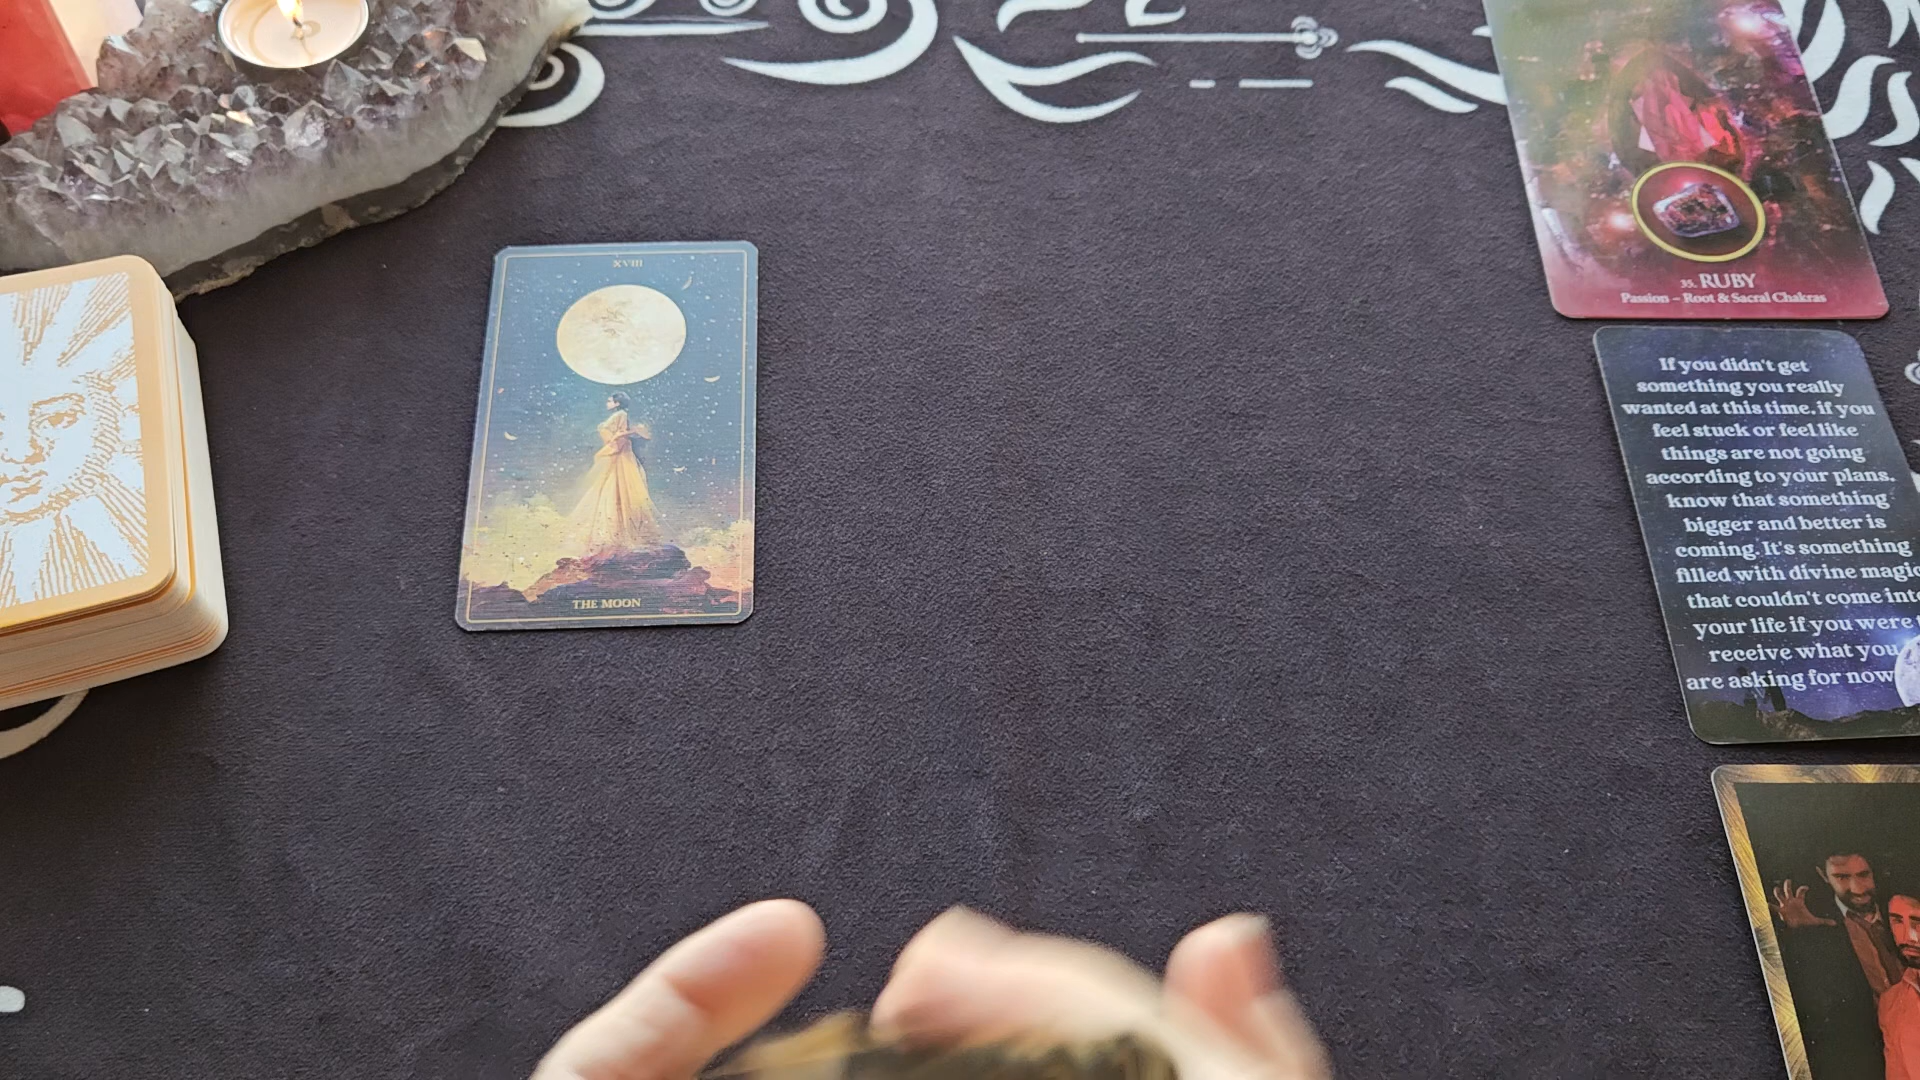 XVIII
THE MOON
35. RUBY
Passion – Root & Sacral Chakras
If you didn't get
something you really
wanted at this time, if you
feel stuck or feel like
things are not going
according to your plans,
know that something
bigger and better is
coming. It's something
filled with divine magic
that couldn't come into
your life if you were
receive what you
are asking for now